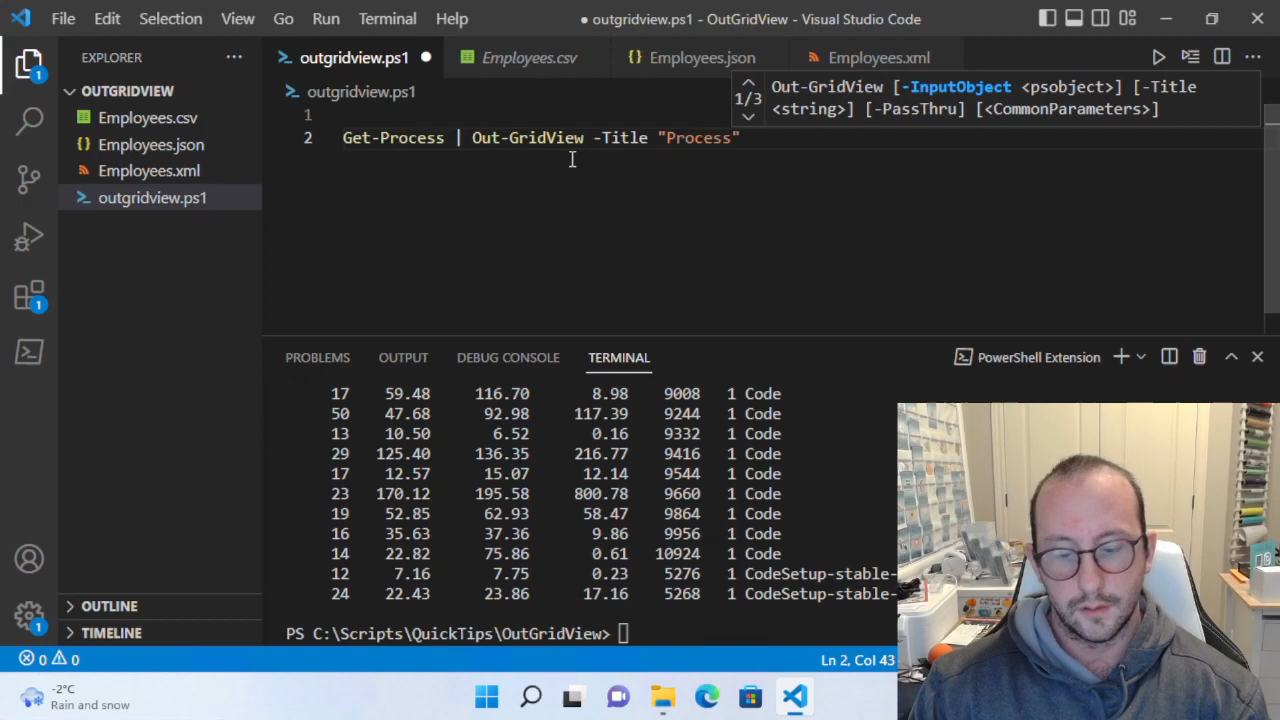 File Edit Selection View Go Run Terminal Help
● outgridview.ps1 - OutGridView - Visual Studio Code
EXPLORER
OUTGRIDVIEW
Employees.csv
Employees.json
Employees.xml
outgridview.ps1
OUTLINE
TIMELINE
1
1
1
outgridview.ps1 Employees.csv Employees.json Employees.xml
outgridview.ps1
1/3
Out-GridView [-InputObject <psobject>] [-Title
<string>] [-PassThru] [<CommonParameters>]
1
2 Get-Process | Out-GridView -Title "Process"
PROBLEMS OUTPUT DEBUG CONSOLE TERMINAL
PowerShell Extension
17 59.48 116.70 8.98 9008 1 Code
50 47.68 92.98 117.39 9244 1 Code
13 10.50 6.52 0.16 9332 1 Code
29 125.40 136.35 216.77 9416 1 Code
17 12.57 15.07 12.14 9544 1 Code
23 170.12 195.58 800.78 9660 1 Code
19 52.85 62.93 58.47 9864 1 Code
16 35.63 37.36 9.86 9956 1 Code
14 22.82 75.86 0.61 10924 1 Code
12 7.16 7.75 0.23 5276 1 CodeSetup-stable-
24 22.43 23.86 17.16 5268 1 CodeSetup-stable-
PS C:\Scripts\QuickTips\OutGridView>
0 0
Ln 2, Col 43
-2°C
Rain and snow